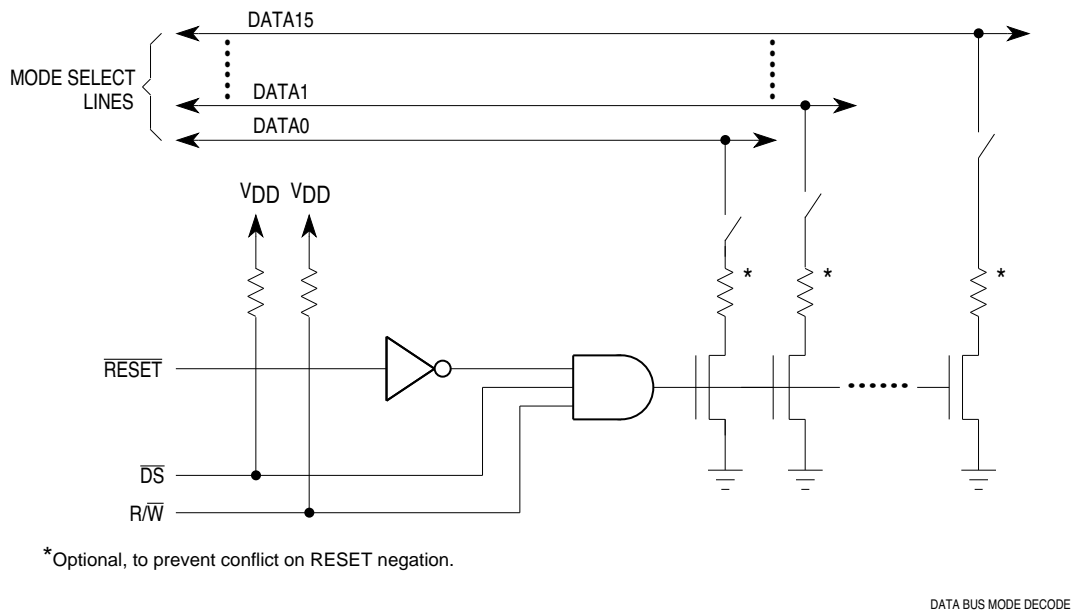 DATA15
MODE SELECT
LINES
DATA1
DATA0
VDD VDD
* * *
RESET
DS
R/W
*Optional, to prevent conflict on RESET negation.
DATA BUS MODE DECODE